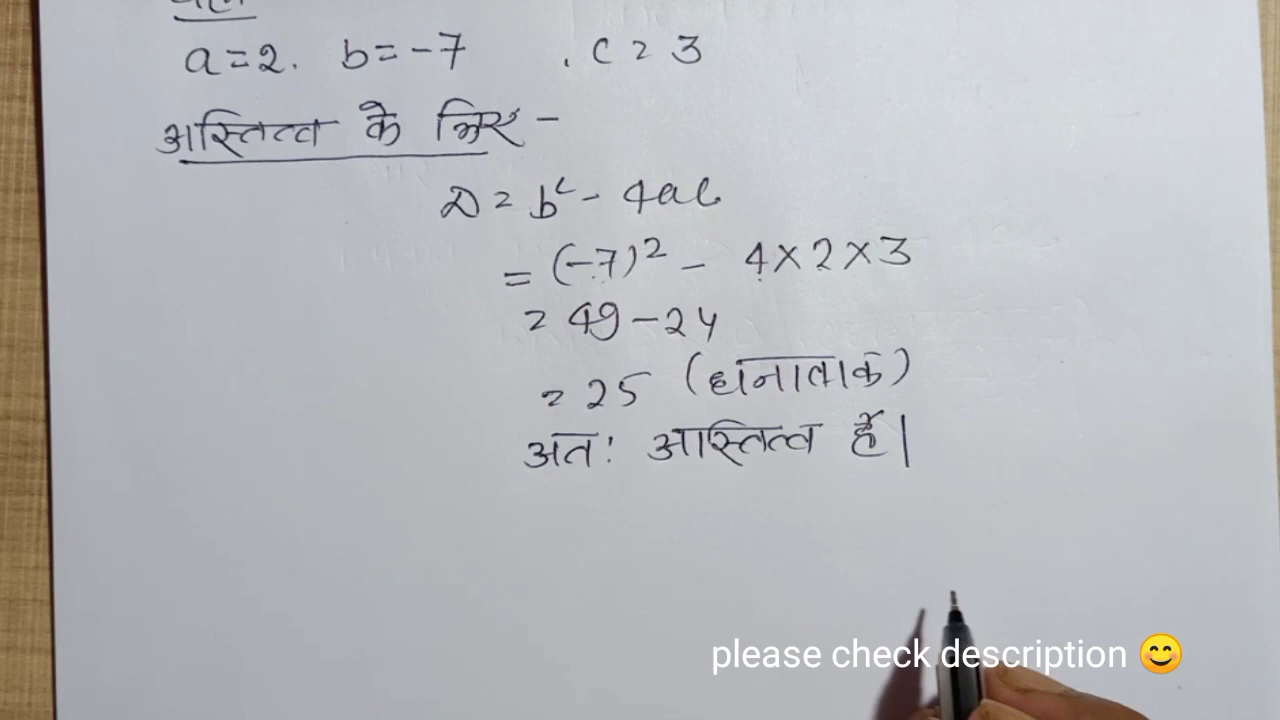 a = 2. b = -7 . c = 3
अस्तित्व के लिए -
D = b² - 4ac
= (-7)² - 4×2×3
= 49 - 24
= 25 (धनात्मक)
अतः अस्तित्व है।
please check description 😊